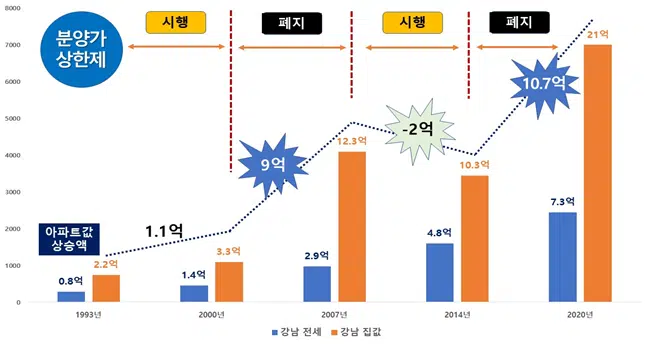 분양가
상한제
시행
폐지
시행
폐지
8000
7000
6000
5000
4000
3000
2000
1000
0
아파트값
상승액
1.1억
9억
-2억
10.7억
0.8억
2.2억
1.4억
3.3억
2.9억
12.3억
4.8억
10.3억
7.3억
21억
1993년
2000년
2007년
2014년
2020년
강남 전세
강남 집값